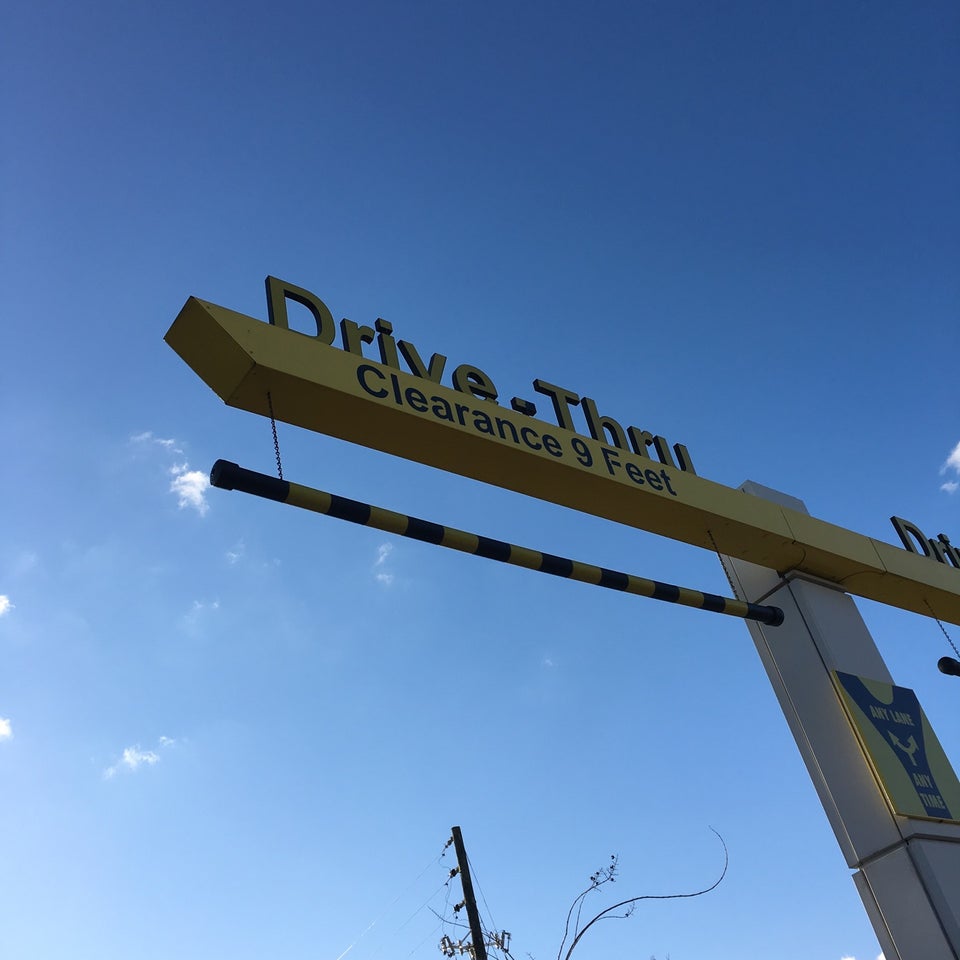 Drive-Thru
Clearance 9 Feet
ANY LANE
ANY
TIME